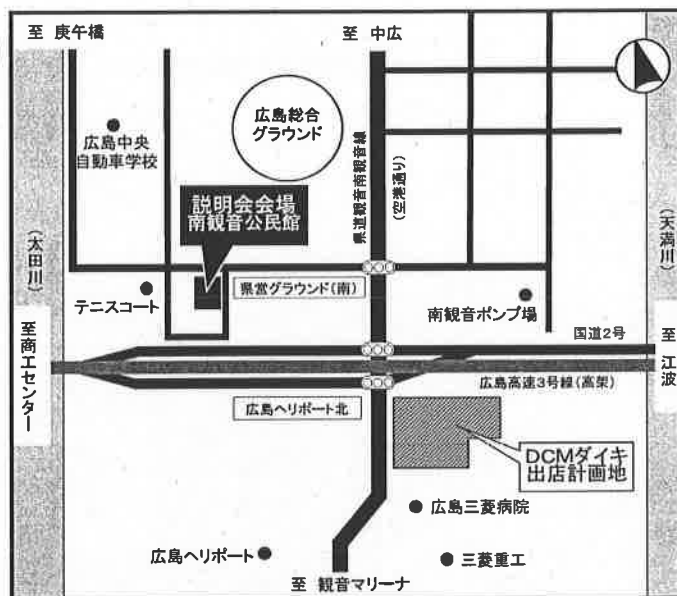 至 庚午橋
至 中広
広島総合
グラウンド
広島中央
自動車学校
県道観音南観音線
(空港通り)
説明会会場
南観音公民館
(太田川)
(天満川)
テニスコート
県営グラウンド(南)
南観音ポンプ場
国道2号
至商工センター
至 江波
広島高速3号線(高架)
広島ヘリポート北
DCMダイキ
出店計画地
広島三菱病院
広島ヘリポート
三菱重工
至 観音マリーナ